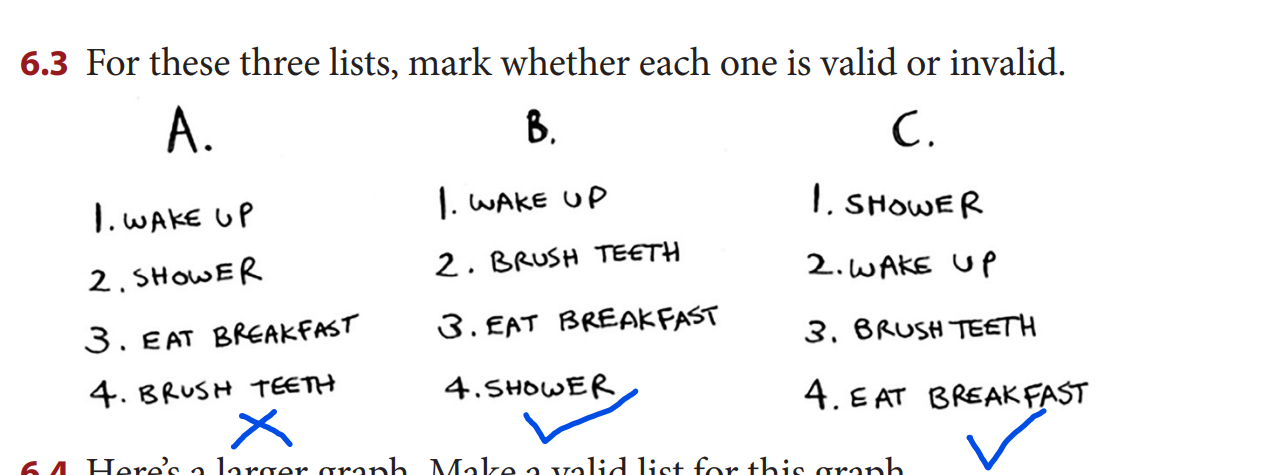 6.3 For these three lists, mark whether each one is valid or invalid.
A.
1. WAKE UP
2. SHOWER
3. EAT BREAKFAST
4. BRUSH TEETH
B.
1. WAKE UP
2. BRUSH TEETH
3. EAT BREAKFAST
4. SHOWER
C.
1. SHOWER
2. WAKE UP
3. BRUSH TEETH
4. EAT BREAKFAST
6.4 Here's a larger graph. Make a valid list for this graph.